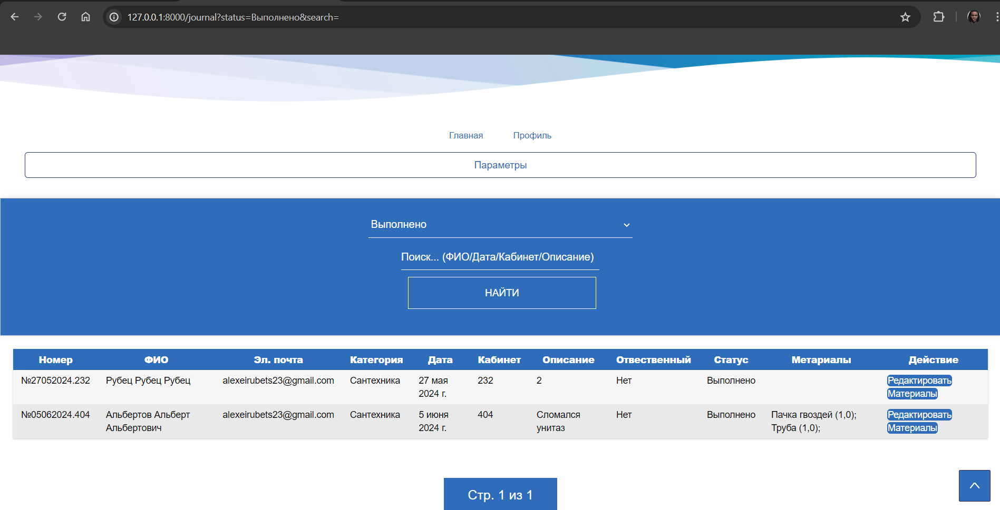 127.0.0.1:8000/journal?status=Выполнено&search=
Главная Профиль
Параметры
Выполнено
Поиск... (ФИО/Дата/Кабинет/Описание)
НАЙТИ
Номер ФИО Эл. почта Категория Дата Кабинет Описание Отвественный Статус Метариалы Действие
№27052024.232 Рубец Рубец Рубец alexeirubets23@gmail.com Сантехника 27 мая 232 2 Нет Выполнено Редактировать
2024 г. Материалы
№05062024.404 Альбертов Альберт alexeirubets23@gmail.com Сантехника 5 июня 404 Сломался Нет Выполнено Пачка гвоздей (1,0); Редактировать
Альбертович 2024 г. унитаз Труба (1,0); Материалы
Стр. 1 из 1